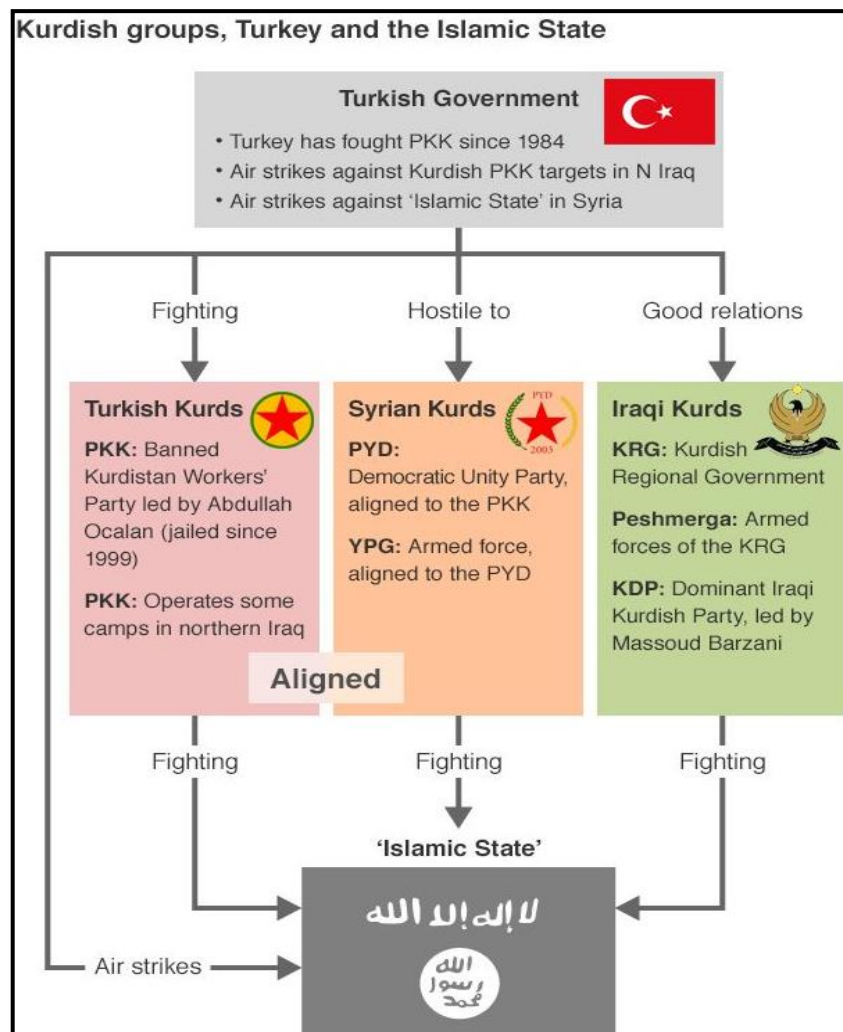 Kurdish groups, Turkey and the Islamic State
Turkish Government
• Turkey has fought PKK since 1984
• Air strikes against Kurdish PKK targets in N Iraq
• Air strikes against ‘Islamic State’ in Syria
Fighting
Hostile to
Good relations
Turkish Kurds
PKK: Banned
Kurdistan Workers'
Party led by Abdullah
Ocalan (jailed since
1999)
PKK: Operates some
camps in northern Iraq
Syrian Kurds
PYD
2003
PYD:
Democratic Unity Party,
aligned to the PKK
YPG: Armed force,
aligned to the PYD
Iraqi Kurds
KRG: Kurdish
Regional Government
Peshmerga: Armed
forces of the KRG
KDP: Dominant Iraqi
Kurdish Party, led by
Massoud Barzani
Aligned
Fighting
Fighting
Fighting
‘Islamic State’
لا إله إلا الله
الله
رسول
محمد
Air strikes